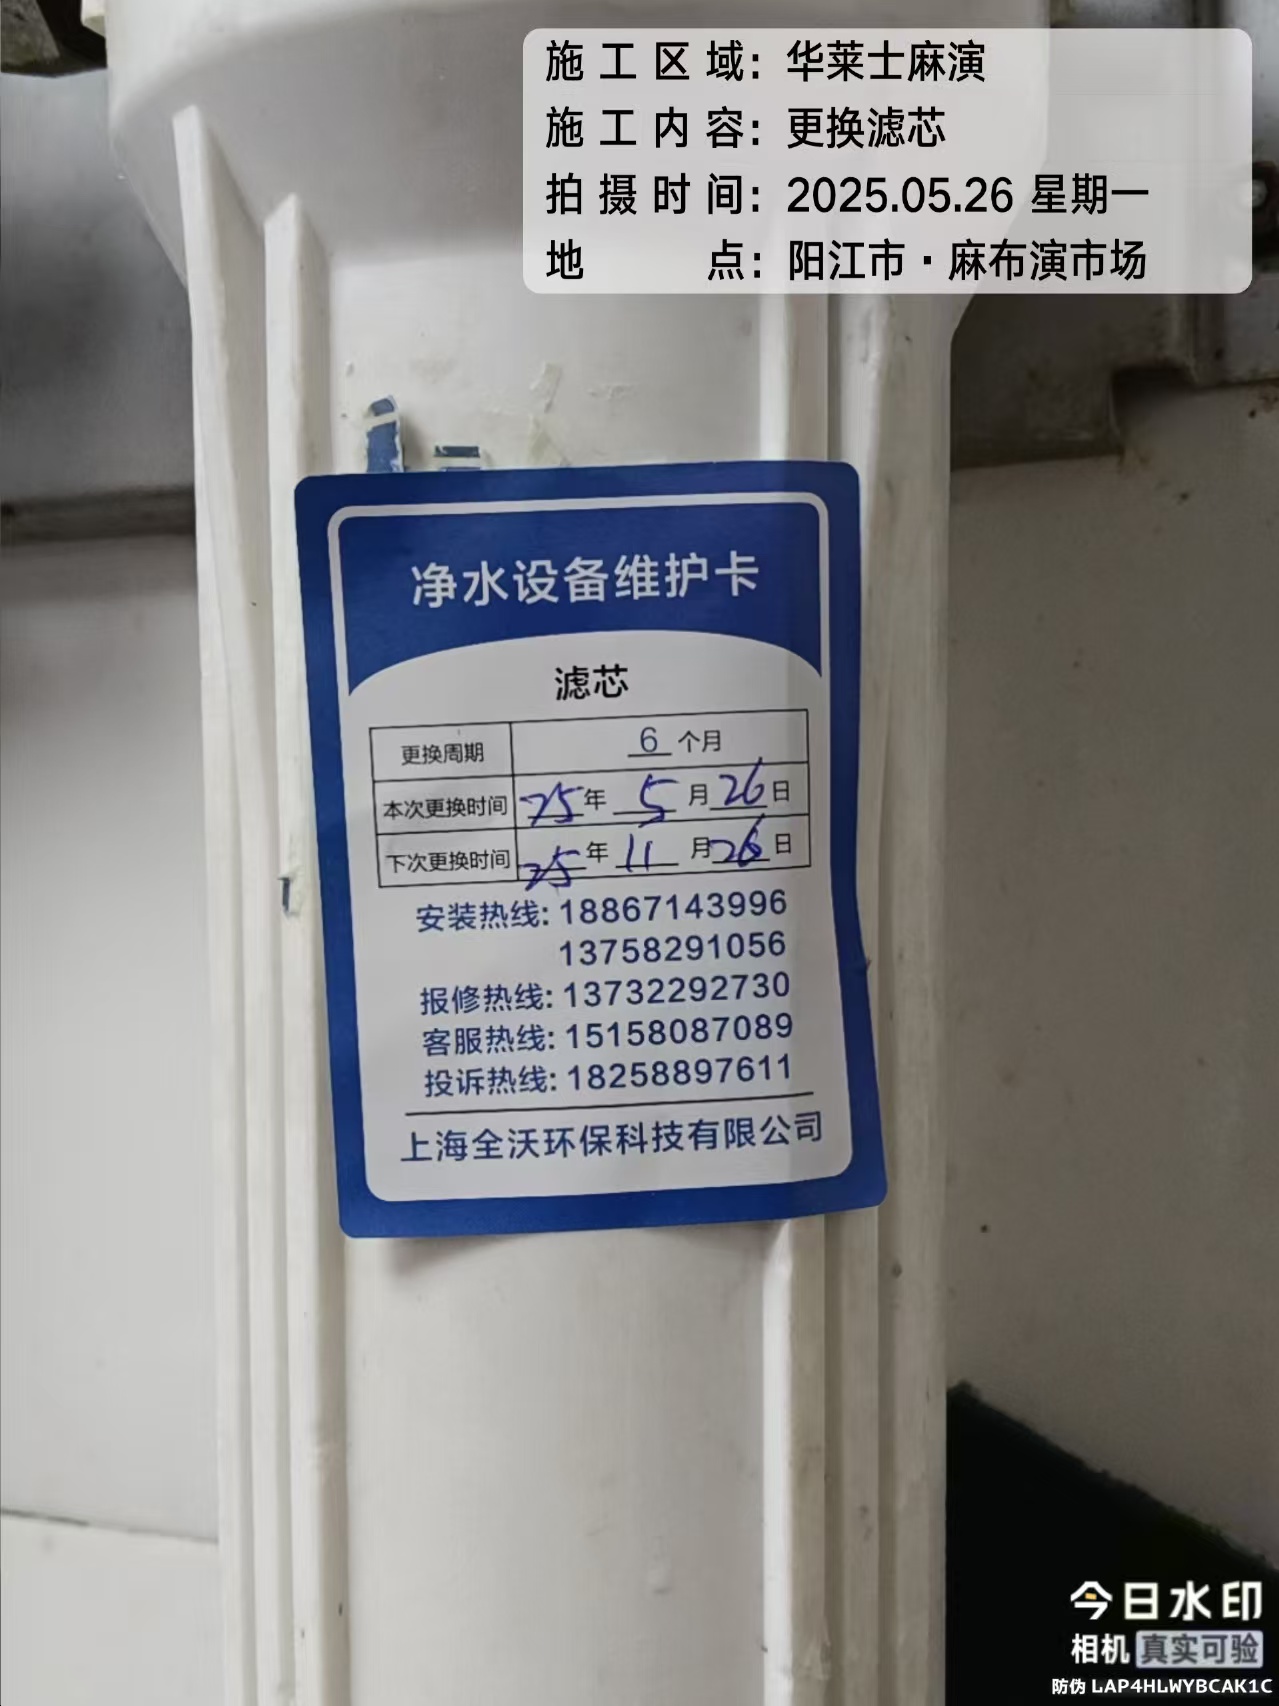 施工区域：华莱士麻演
施工内容：更换滤芯
拍摄时间：2025.05.26 星期一
地点：阳江市·麻布演市场
净水设备维护卡
滤芯
更换周期 6 个月
本次更换时间 25年 5月 26日
下次更换时间 25年 11月 26日
安装热线：18867143996
13758291056
报修热线：13732292730
客服热线：15158087089
投诉热线：18258897611
上海全沃环保科技有限公司
今日水印
相机 真实可验
防伪 LAP4HLWYBCAK1C